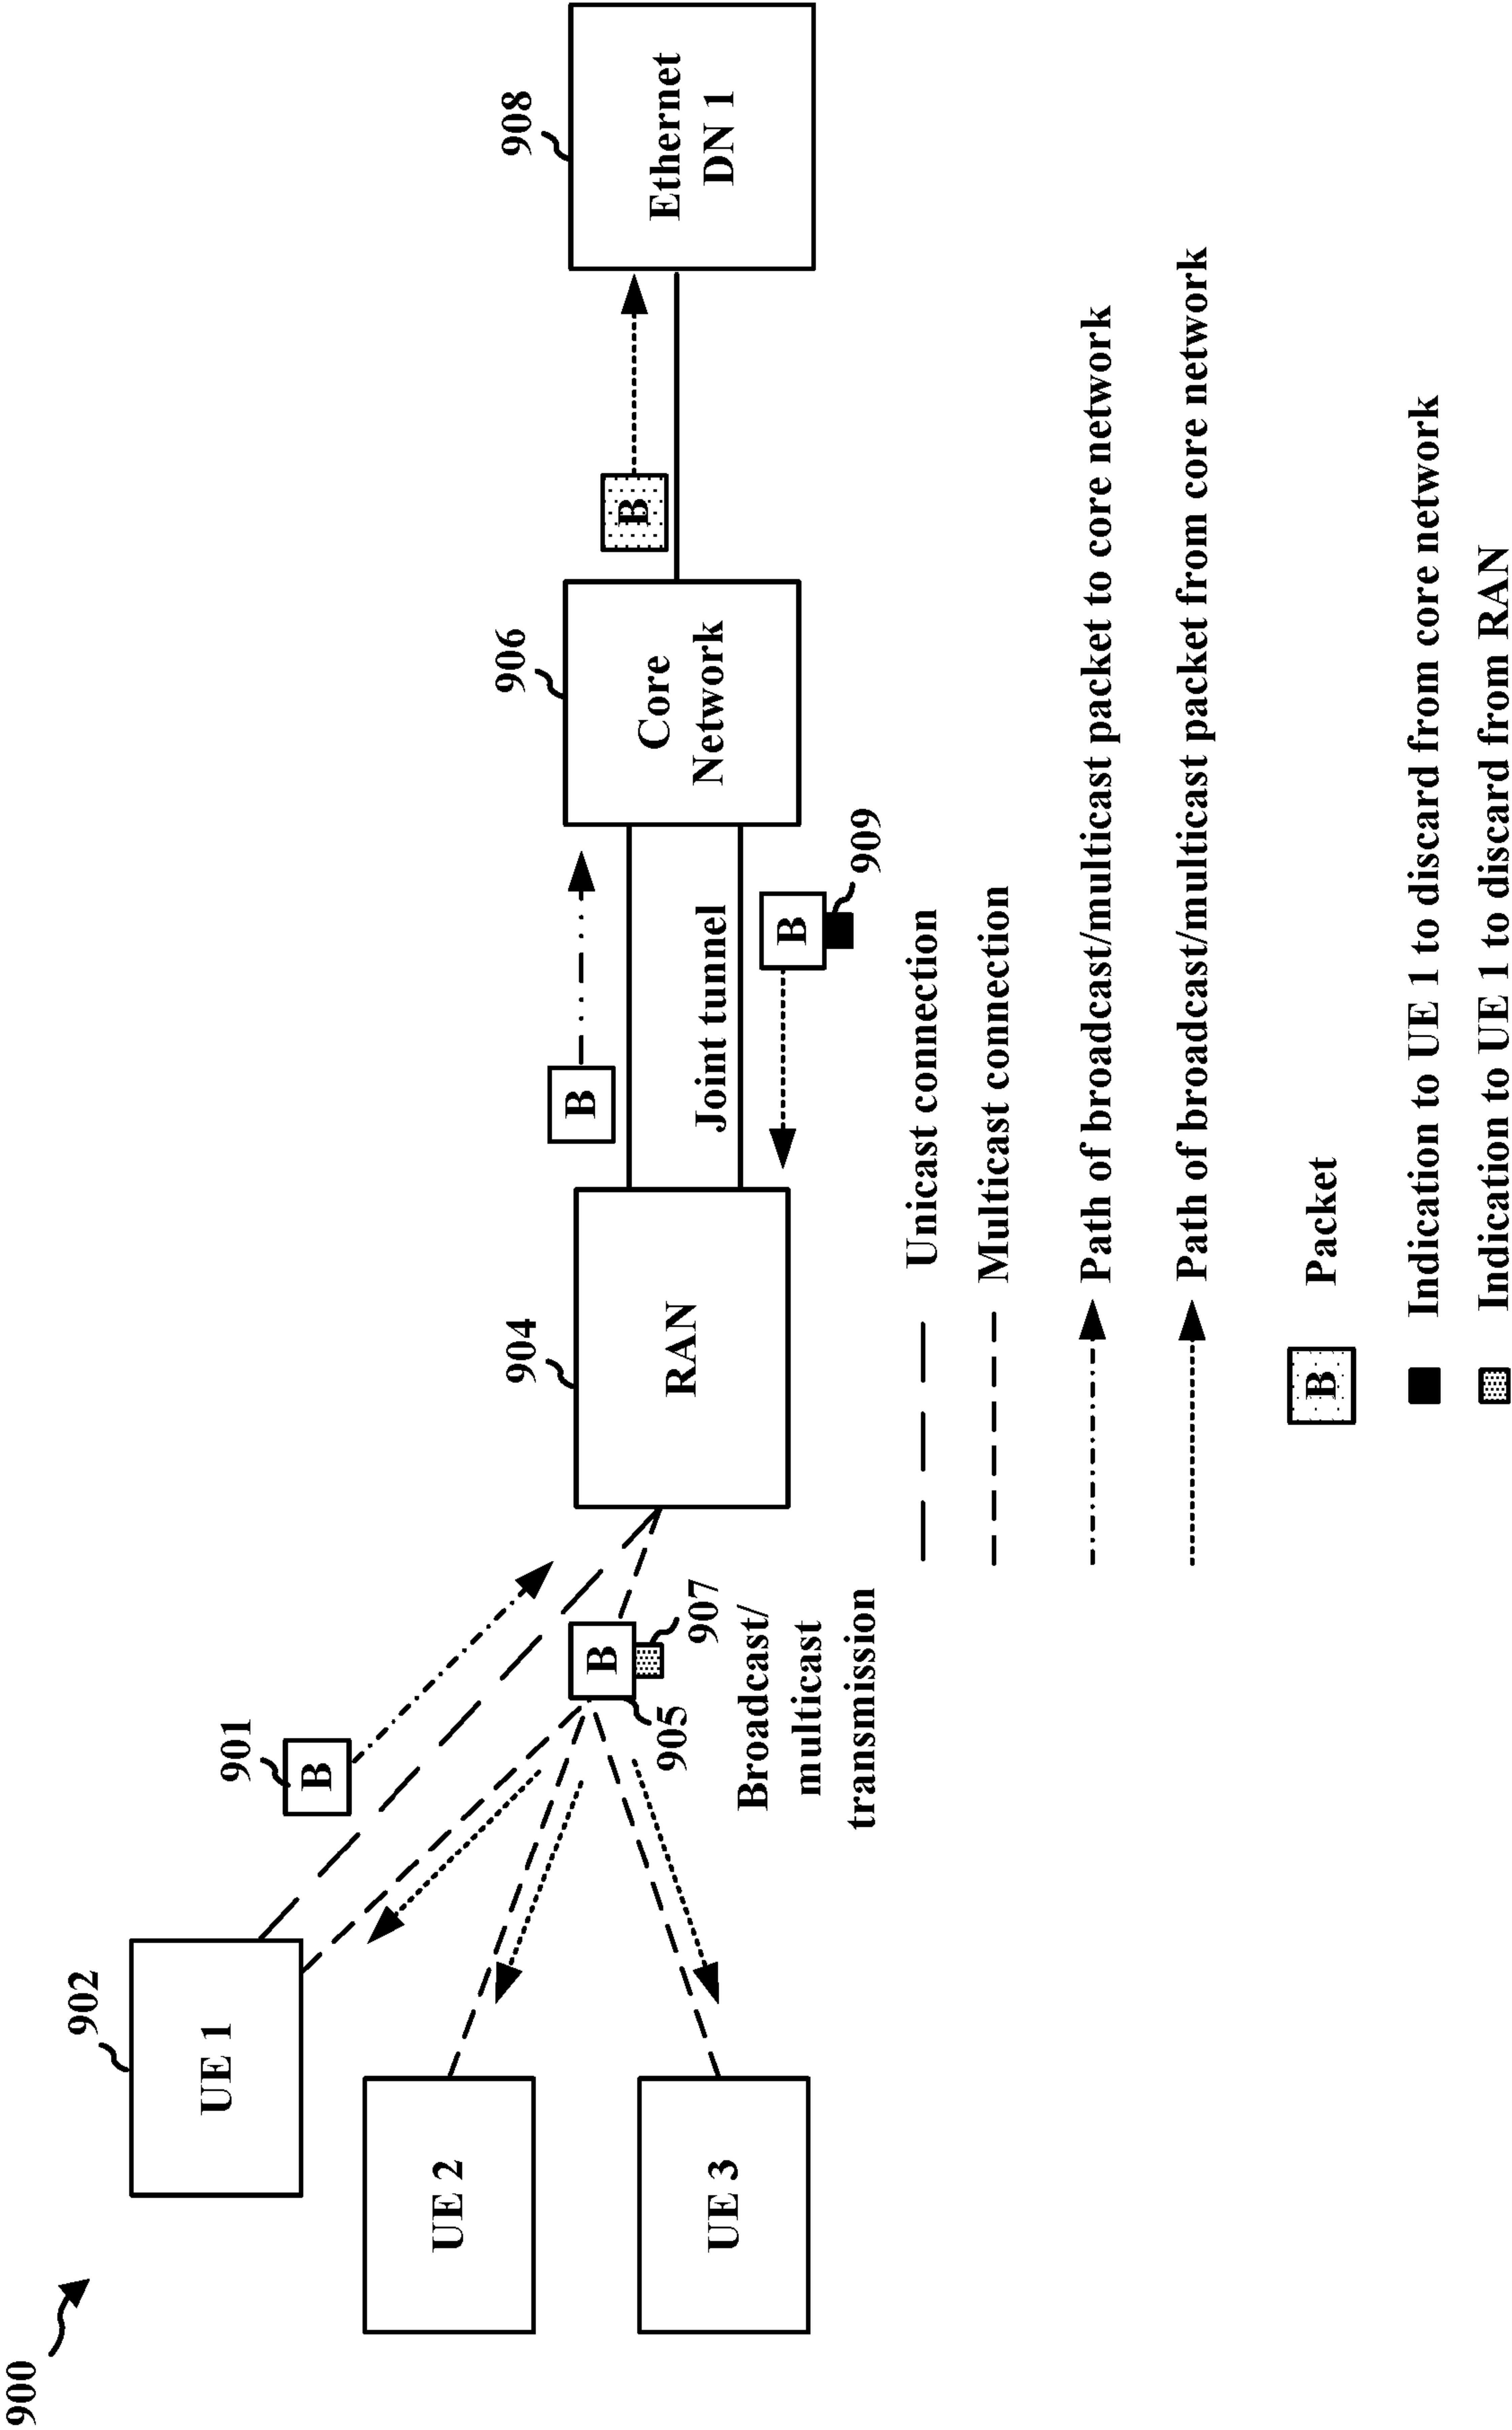 900
902
UE 1
UE 2
UE 3
901
B
B
905
907
Broadcast/
multicast
transmission
904
RAN
B
Joint tunnel
B
909
906
Core
Network
B
908
Ethernet
DN 1
Unicast connection
Multicast connection
Path of broadcast/multicast packet to core network
Path of broadcast/multicast packet from core network
B
Packet
Indication to UE 1 to discard from core network
Indication to UE 1 to discard from RAN